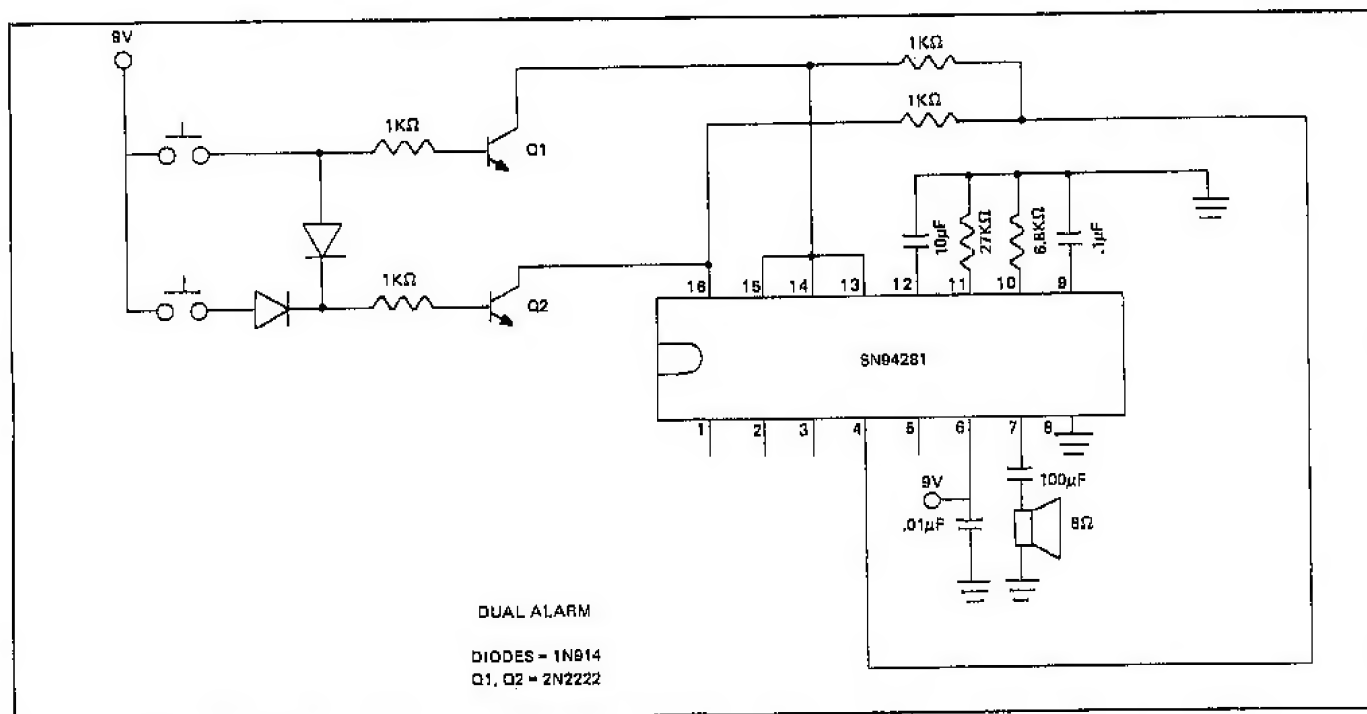 9V
1KΩ
1KΩ
1KΩ
Q1
10μF
27KΩ
6.8KΩ
.1μF
1KΩ
Q2
16 15 14 13 12 11 10 9
SN94281
1 2 3 4 5 6 7 8
9V
.01μF
100μF
8Ω
DUAL ALARM
DIODES = 1N914
Q1, Q2 = 2N2222